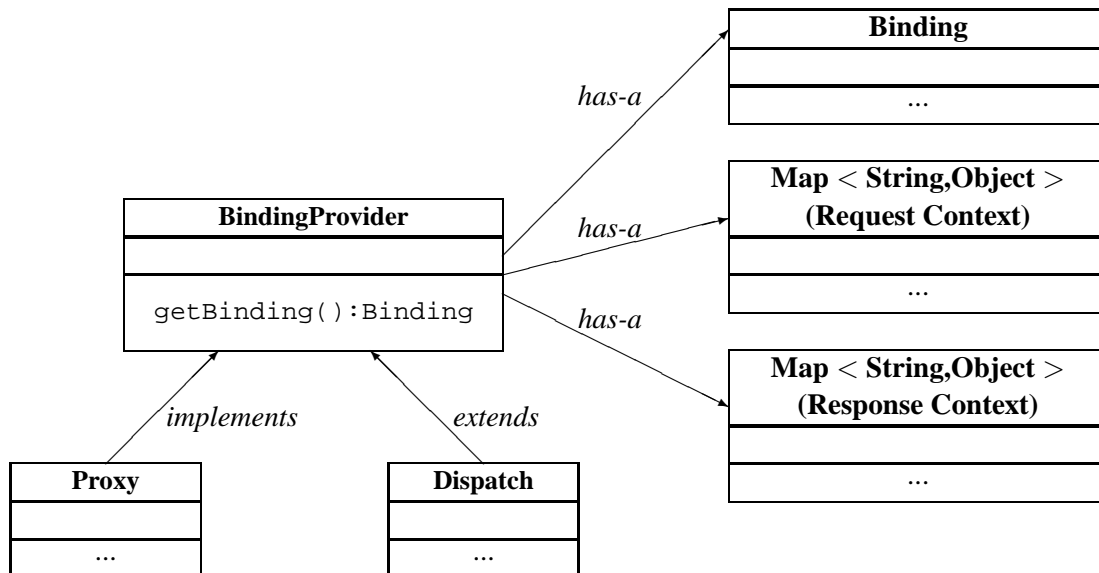 Binding
...
has-a
Map < String,Object >
(Request Context)
...
BindingProvider
getBinding():Binding
has-a
has-a
Map < String,Object >
(Response Context)
...
implements
extends
Proxy
...
Dispatch
...